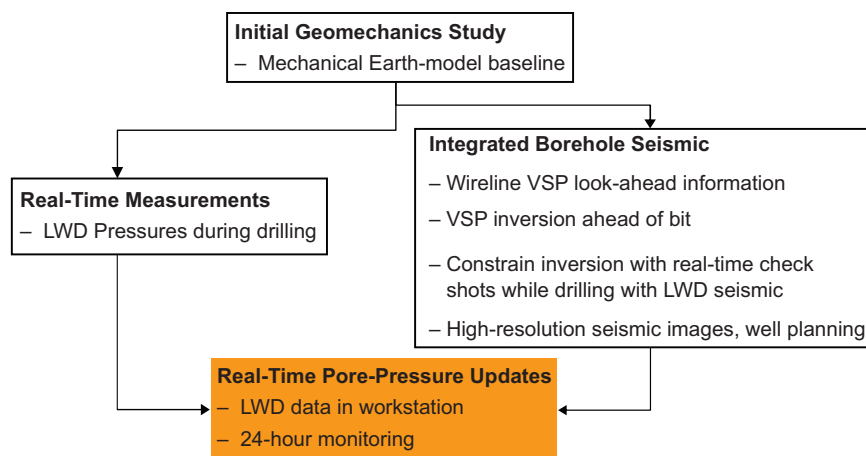 Initial Geomechanics Study
– Mechanical Earth-model baseline
Integrated Borehole Seismic
– Wireline VSP look-ahead information
– VSP inversion ahead of bit
– Constrain inversion with real-time check
shots while drilling with LWD seismic
– High-resolution seismic images, well planning
Real-Time Measurements
– LWD Pressures during drilling
Real-Time Pore-Pressure Updates
– LWD data in workstation
– 24-hour monitoring